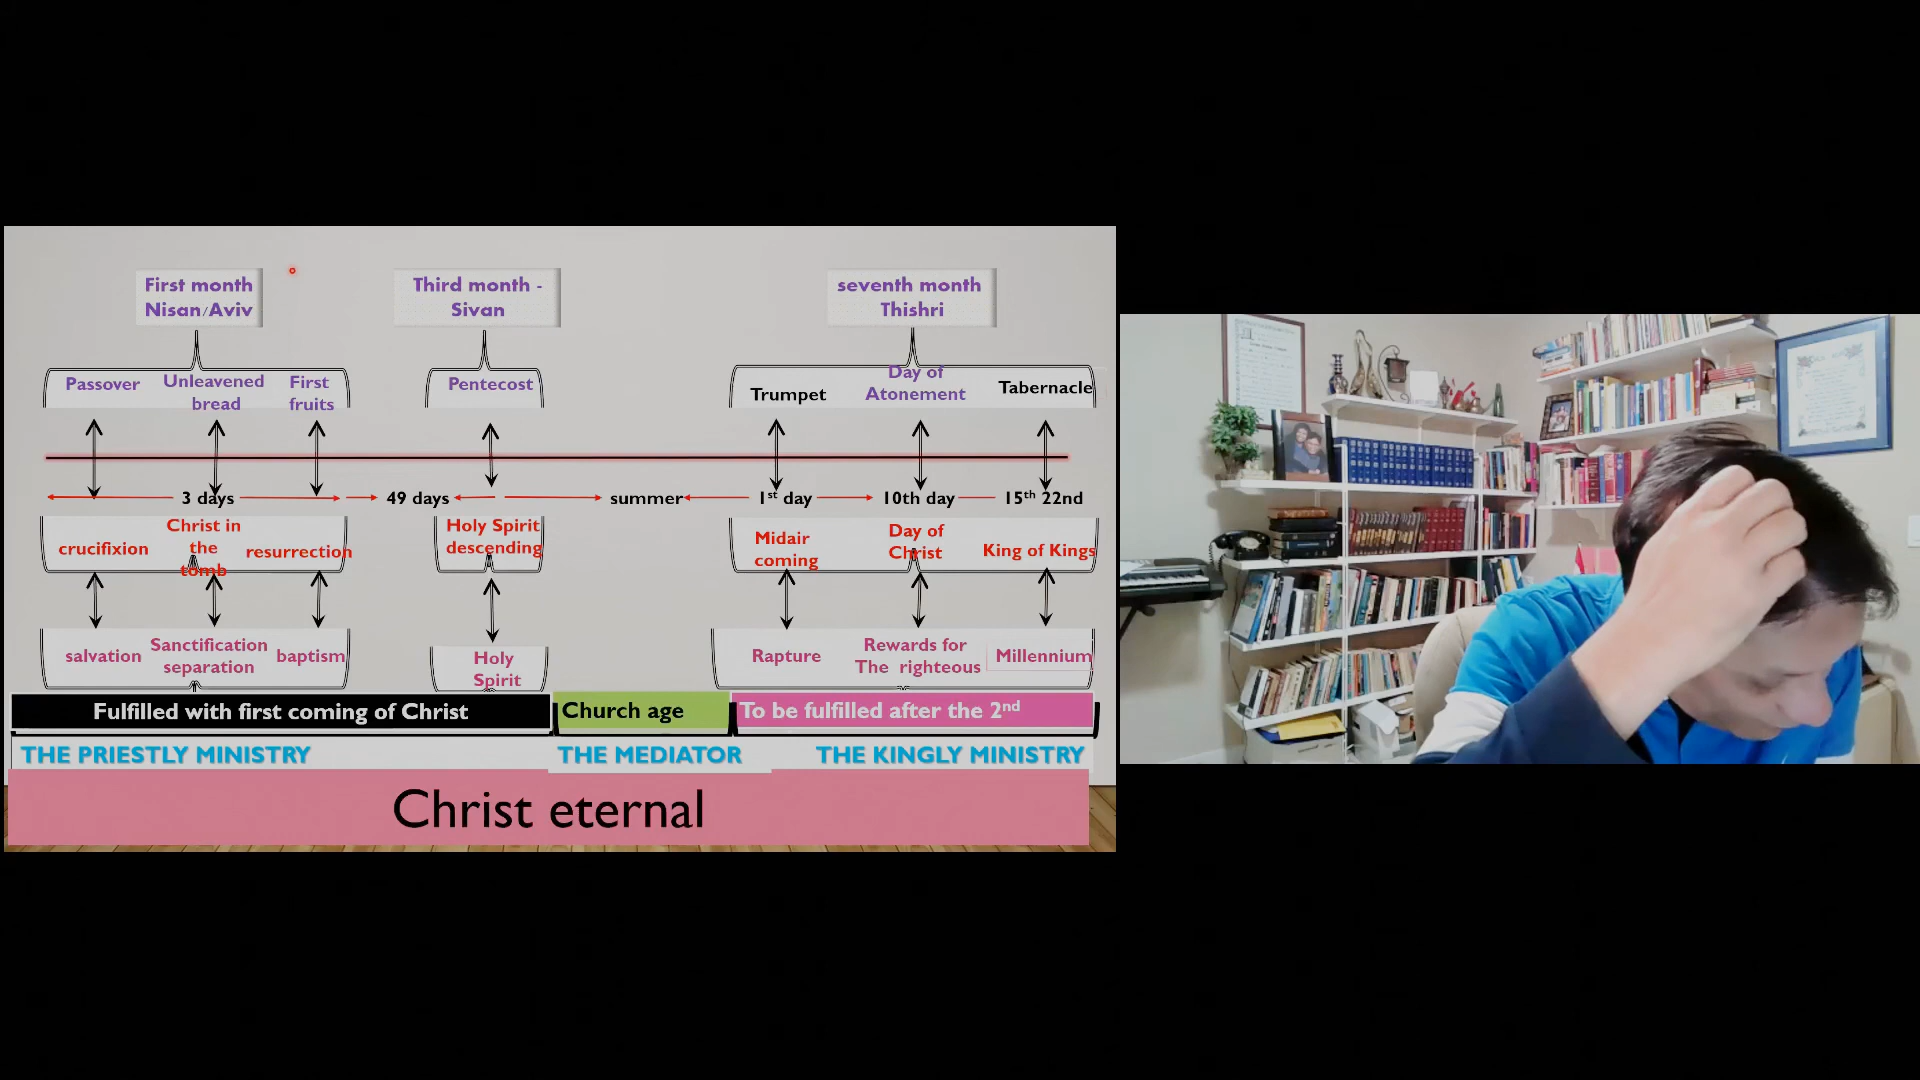 First month
Nisan/Aviv
Third month -
Sivan
seventh month
Thishri
Passover
Unleavened
bread
First
fruits
Pentecost
Trumpet
Day of
Atonement
Tabernacle
3 days
49 days
summer
1st day
10th day
15th 22nd
crucifixion
Christ in
the
tomb
resurrection
Holy Spirit
descending
Midair
coming
Day of
Christ
King of Kings
salvation
Sanctification
separation
baptism
Holy
Spirit
Rapture
Rewards for
The righteous
Millennium
Fulfilled with first coming of Christ
Church age
To be fulfilled after the 2nd
THE PRIESTLY MINISTRY
THE MEDIATOR
THE KINGLY MINISTRY
Christ eternal